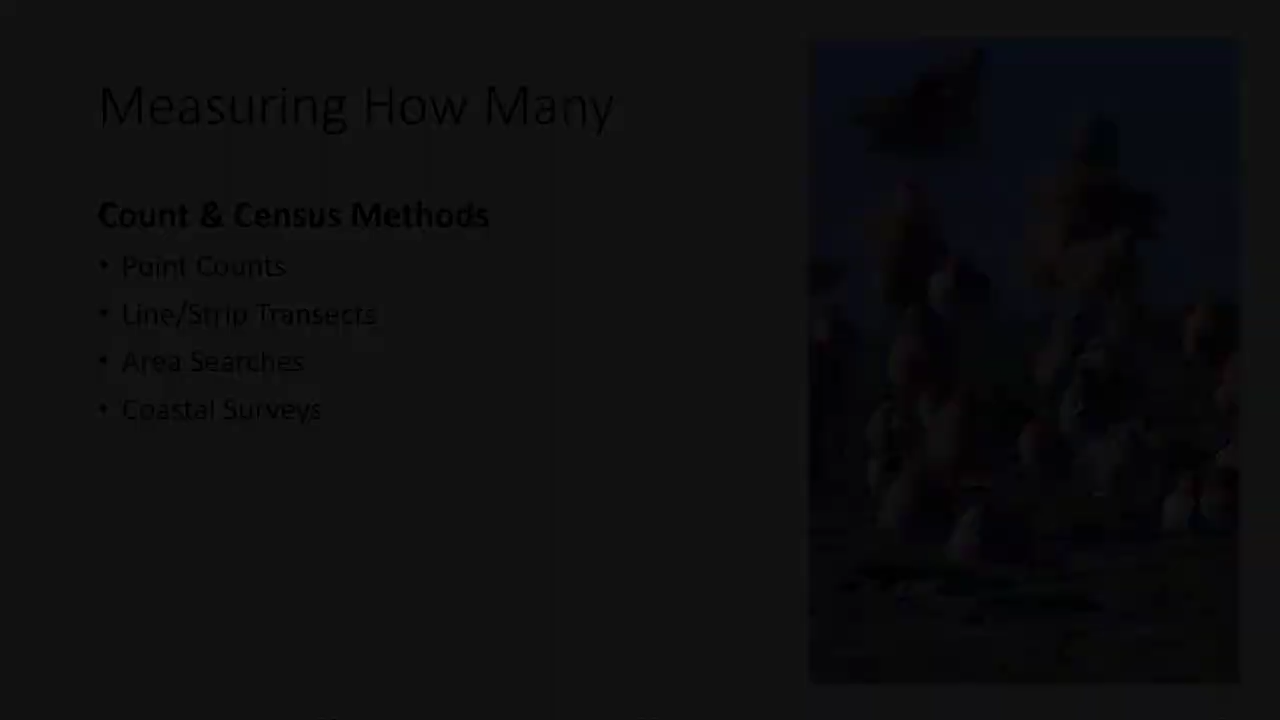 Measuring How Many
Count & Census Methods
• Point Counts
• Line/Strip Transects
• Area Searches
• Coastal Surveys